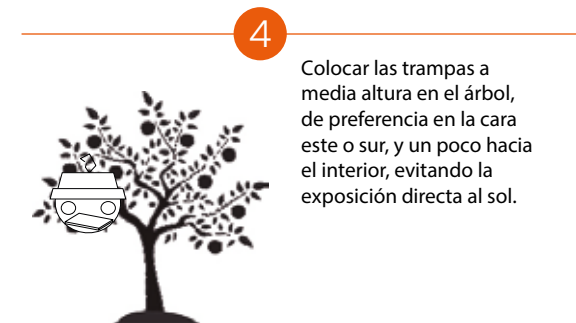 4
Colocar las trampas a
media altura en el árbol,
de preferencia en la cara
este o sur, y un poco hacia
el interior, evitando la
exposición directa al sol.